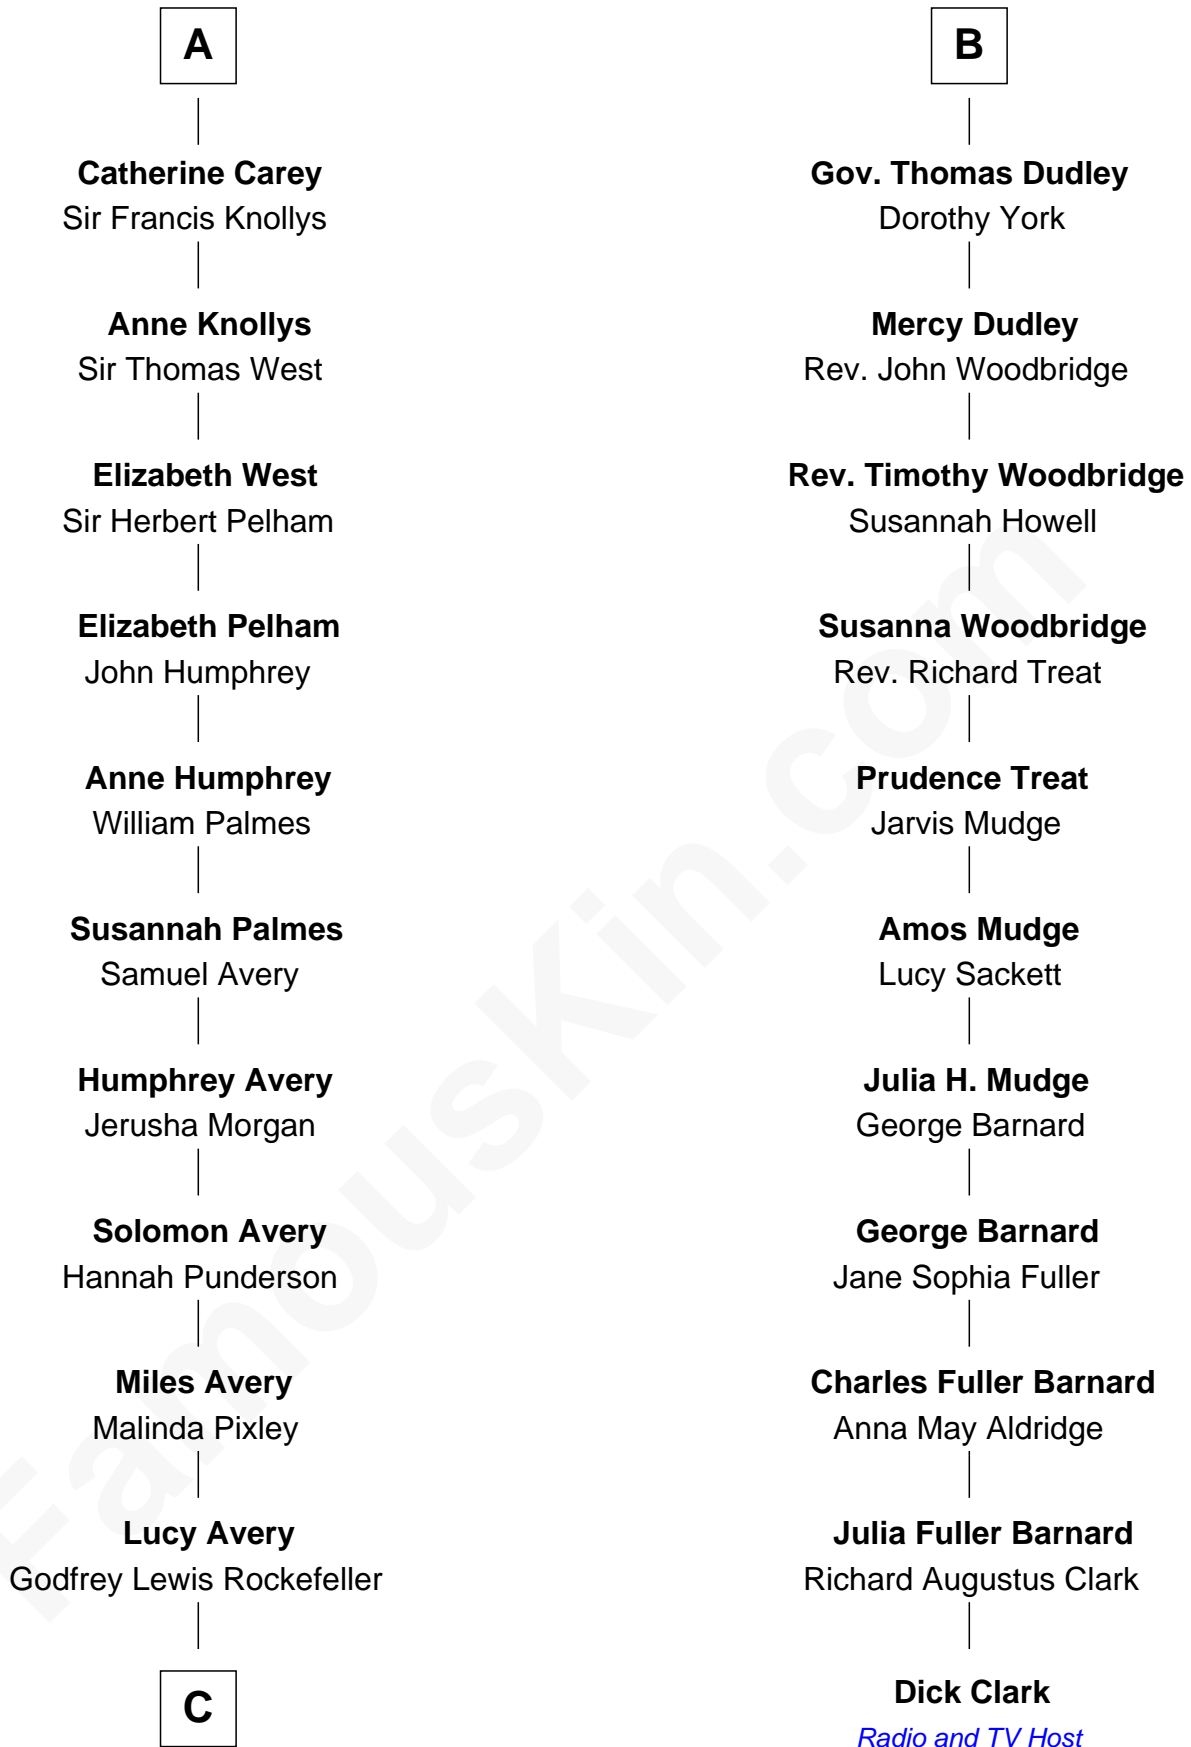 A
Catherine Carey
Sir Francis Knollys
Anne Knollys
Sir Thomas West
Elizabeth West
Sir Herbert Pelham
Elizabeth Pelham
John Humphrey
Anne Humphrey
William Palmes
Susannah Palmes
Samuel Avery
Humphrey Avery
Jerusha Morgan
Solomon Avery
Hannah Punderson
Miles Avery
Malinda Pixley
Lucy Avery
Godfrey Lewis Rockefeller
C
B
Gov. Thomas Dudley
Dorothy York
Mercy Dudley
Rev. John Woodbridge
Rev. Timothy Woodbridge
Susannah Howell
Susanna Woodbridge
Rev. Richard Treat
Prudence Treat
Jarvis Mudge
Amos Mudge
Lucy Sackett
Julia H. Mudge
George Barnard
George Barnard
Jane Sophia Fuller
Charles Fuller Barnard
Anna May Aldridge
Julia Fuller Barnard
Richard Augustus Clark
Dick Clark
Radio and TV Host
FamousKin.com